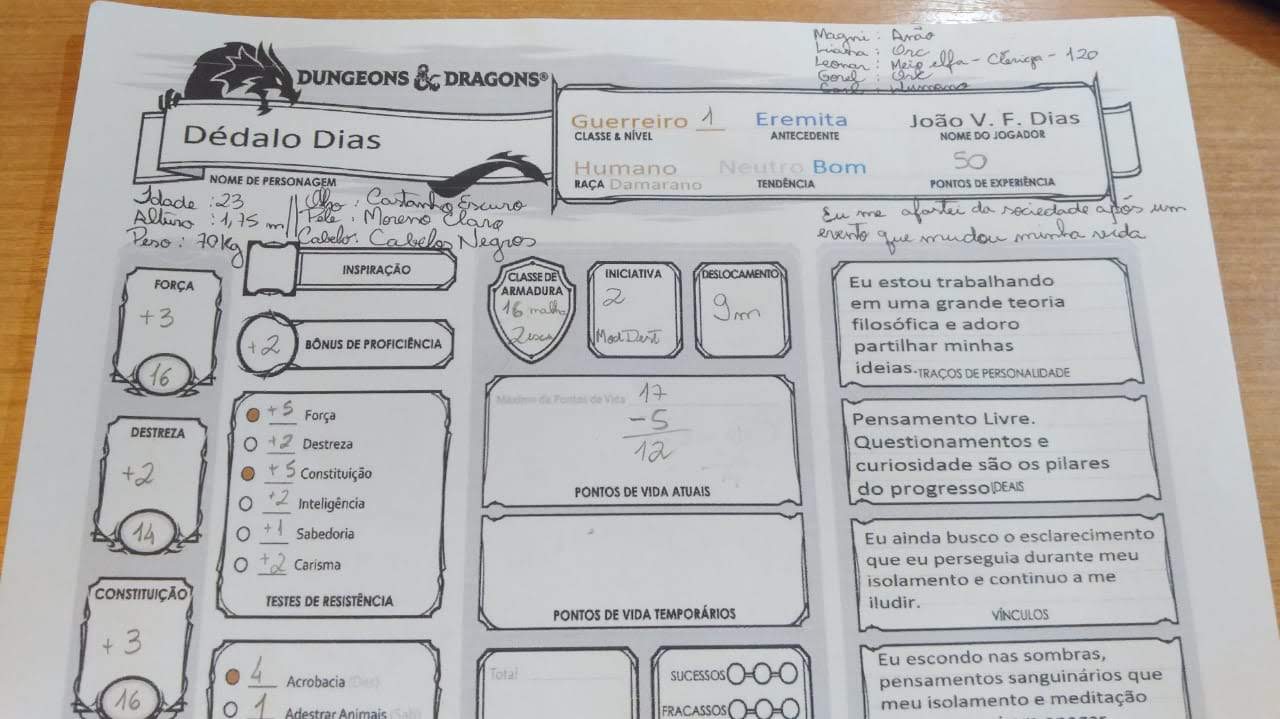 Magni : Anão
Liana : Orc
Leonar : Meio elfa - Clériga - 120
Gorel : Orc
Humano
DUNGEONS & DRAGONS®
Dédalo Dias
NOME DE PERSONAGEM
Guerreiro 1
CLASSE & NÍVEL
Eremita
ANTECEDENTE
João V. F. Dias
NOME DO JOGADOR
Humano
RAÇA Damarano
Neutro Bom
TENDÊNCIA
50
PONTOS DE EXPERIÊNCIA
Idade : 23
Altura : 1,75 m
Peso : 70 kg
Olho : Castanho Escuro
Pele : Moreno Claro
Cabelo : Cabelos Negros
Eu me afastei da sociedade após um
evento que mudou minha vida
FORÇA
+3
16
DESTREZA
+2
14
CONSTITUIÇÃO
+3
16
INSPIRAÇÃO
+2 BÔNUS DE PROFICIÊNCIA
+5 Força
+2 Destreza
+5 Constituição
+2 Inteligência
+1 Sabedoria
+2 Carisma
TESTES DE RESISTÊNCIA
4 Acrobacia (Des)
1 Adestrar Animais (Sab)
CLASSE DE
ARMADURA
16 malha
INICIATIVA
2
Mod Dest
DESLOCAMENTO
9m
Máximo de Pontos de Vida 17
-5
12
PONTOS DE VIDA ATUAIS
PONTOS DE VIDA TEMPORÁRIOS
Total
SUCESSOS
FRACASSOS
Eu estou trabalhando
em uma grande teoria
filosófica e adoro
partilhar minhas
ideias. TRAÇOS DE PERSONALIDADE
Pensamento Livre.
Questionamentos e
curiosidade são os pilares
do progresso IDEAIS
Eu ainda busco o esclarecimento
que eu perseguia durante meu
isolamento e continuo a me
iludir.
VÍNCULOS
Eu escondo nas sombras,
pensamentos sanguinários que
meu isolamento e meditação